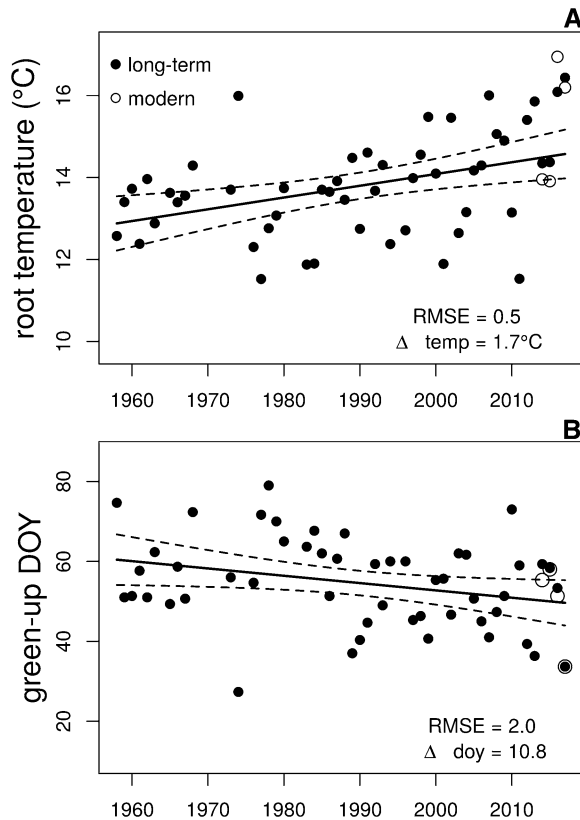 A
long-term
modern
root temperature (°C)
16
14
12
10
RMSE = 0.5
Δ temp = 1.7°C
1960 1970 1980 1990 2000 2010
B
green-up DOY
80
60
40
20
RMSE = 2.0
Δ doy = 10.8
1960 1970 1980 1990 2000 2010